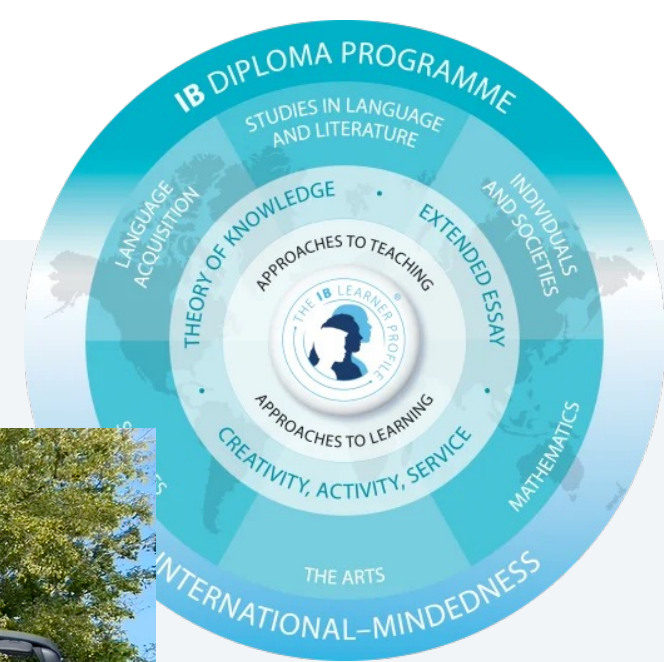 IB DIPLOMA PROGRAMME
STUDIES IN LANGUAGE
AND LITERATURE
LANGUAGE
ACQUISITION
INDIVIDUALS
AND SOCIETIES
THEORY OF KNOWLEDGE
EXTENDED ESSAY
APPROACHES TO TEACHING
THE IB LEARNER PROFILE®
APPROACHES TO LEARNING
CREATIVITY, ACTIVITY, SERVICE
MATHEMATICS
THE ARTS
INTERNATIONAL–MINDEDNESS